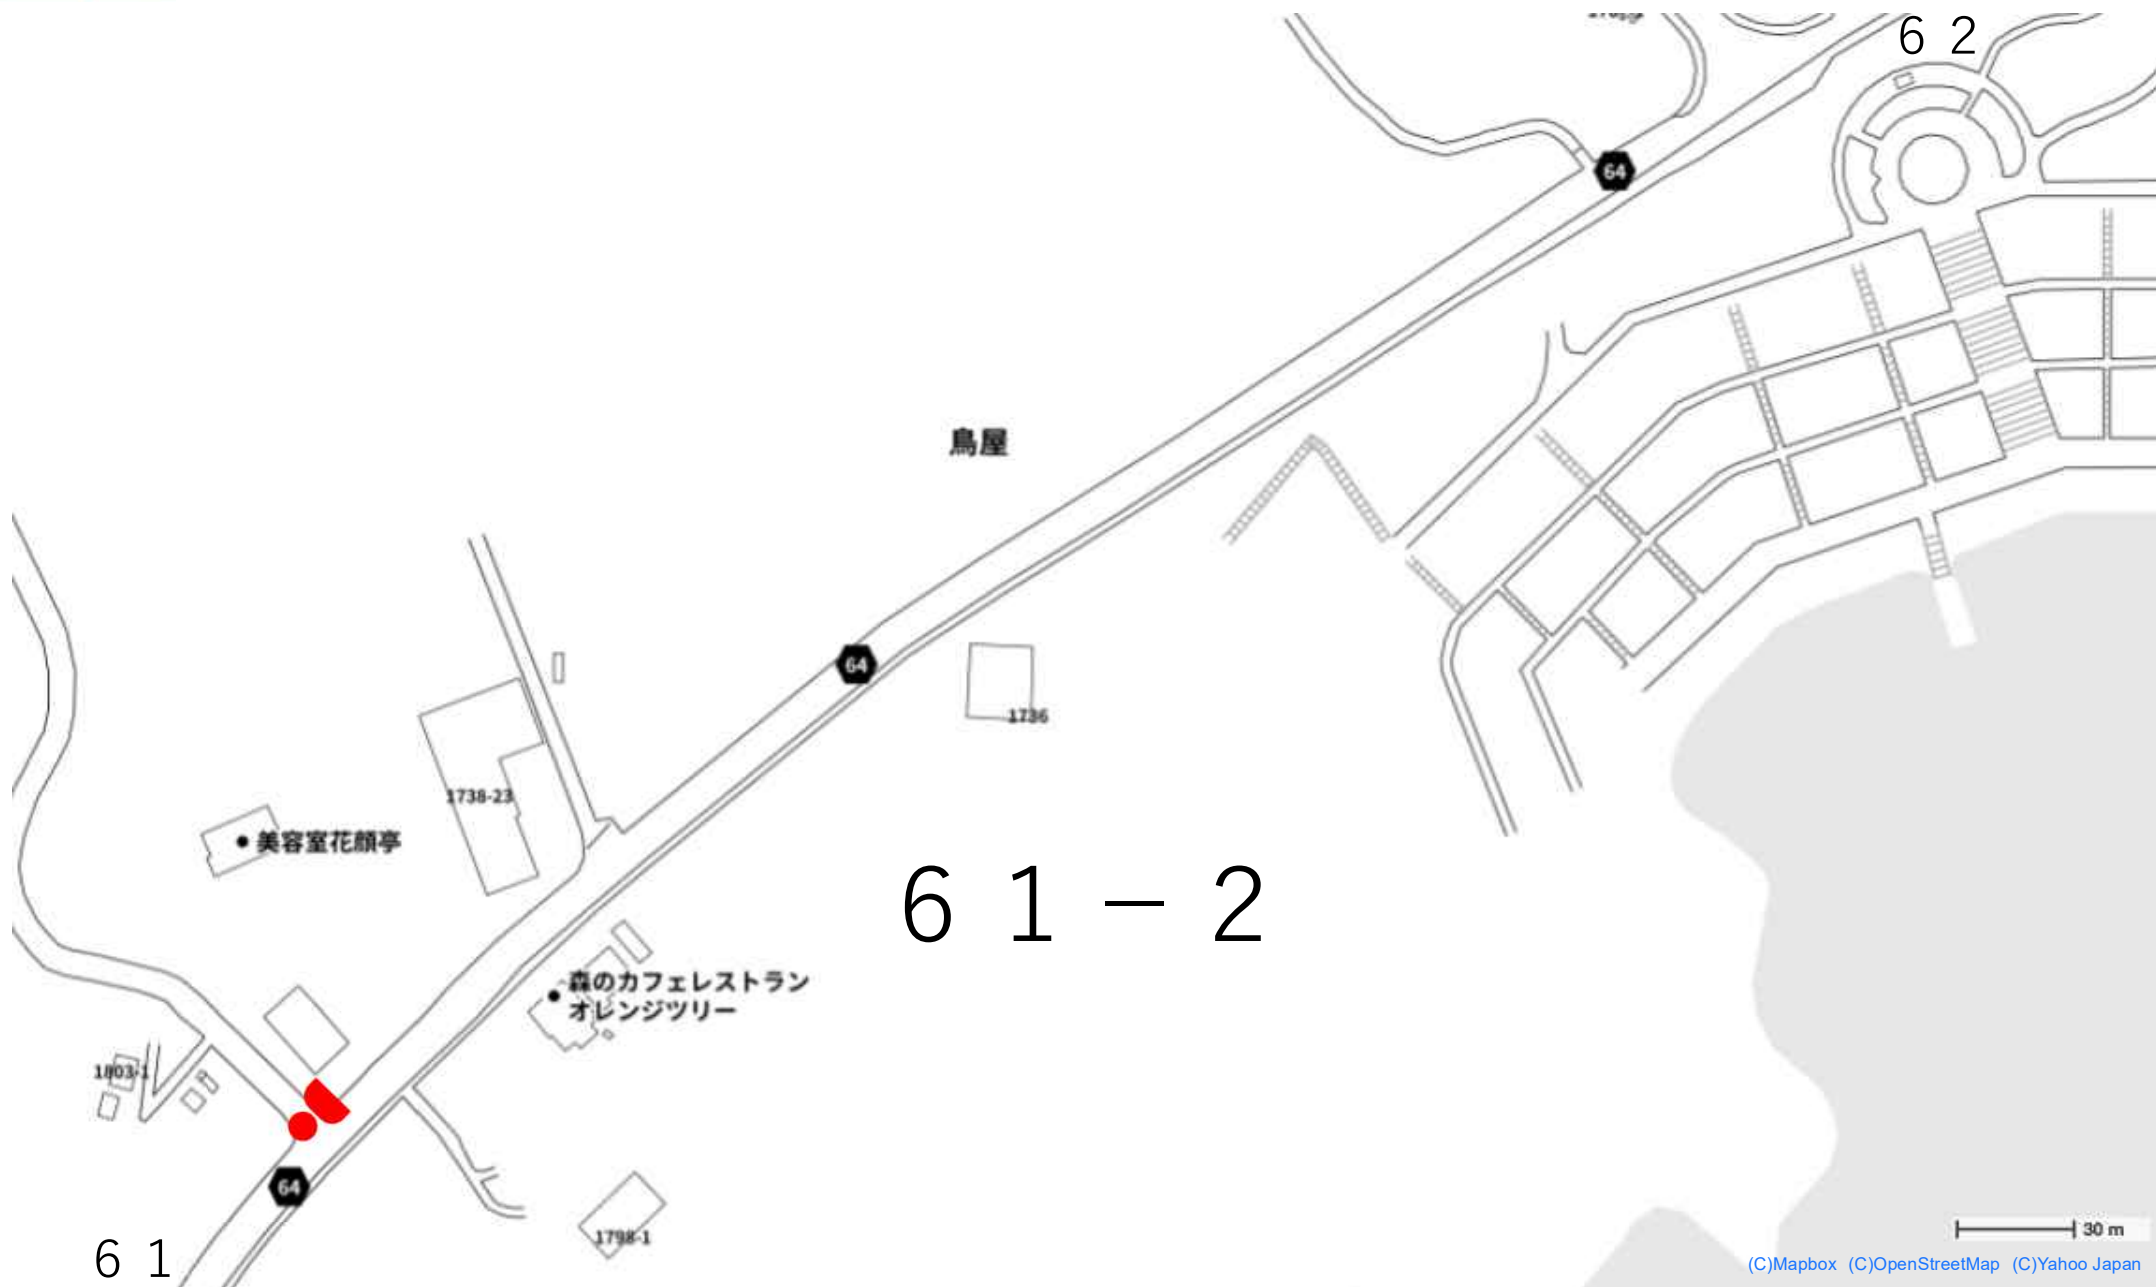 ６２
64
鳥屋
64
1736
1738-23
美容室花顔亭
６１－２
森のカフェレストラン
オレンジツリー
1803-1
64
1798-1
６１
30 m
(C)Mapbox (C)OpenStreetMap (C)Yahoo Japan